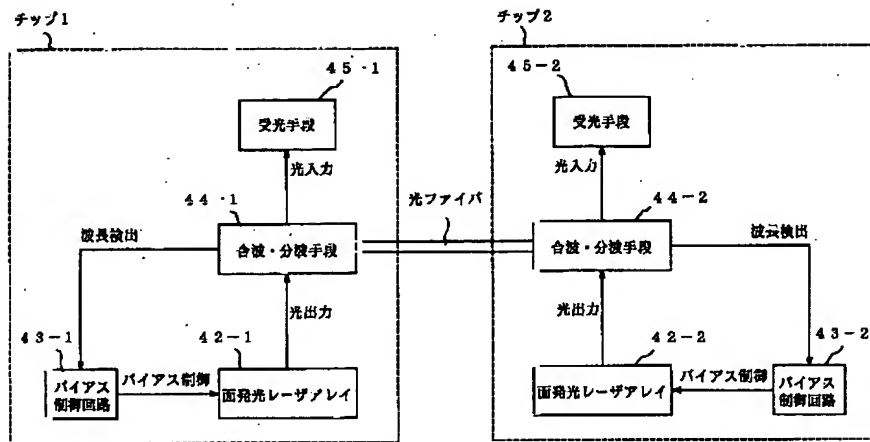 チップ1
45-1
受光手段
光入力
44-1
波長検出
合波・分波手段
光出力
43-1
42-1
バイアス
制御回路
バイアス制御
面発光レーザアレイ
光ファイバ
チップ2
45-2
受光手段
光入力
44-2
合波・分波手段
波長検出
光出力
42-2
43-2
面発光レーザアレイ
バイアス制御
バイアス
制御回路